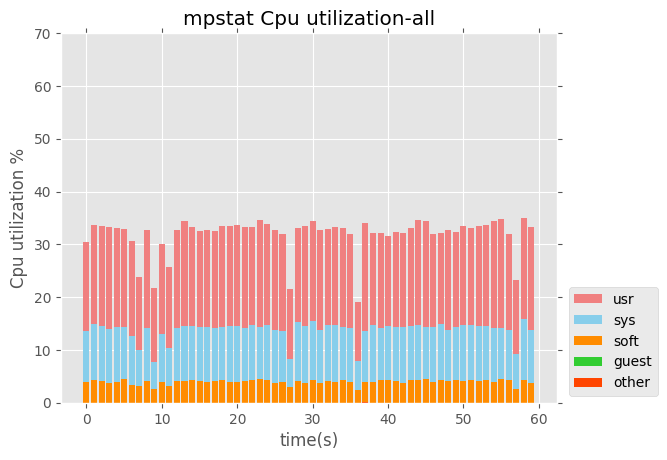 mpstat Cpu utilization-all
70
60
50
40
30
20
10
0
Cpu utilization %
0 10 20 30 40 50 60
time(s)
usr
sys
soft
guest
other